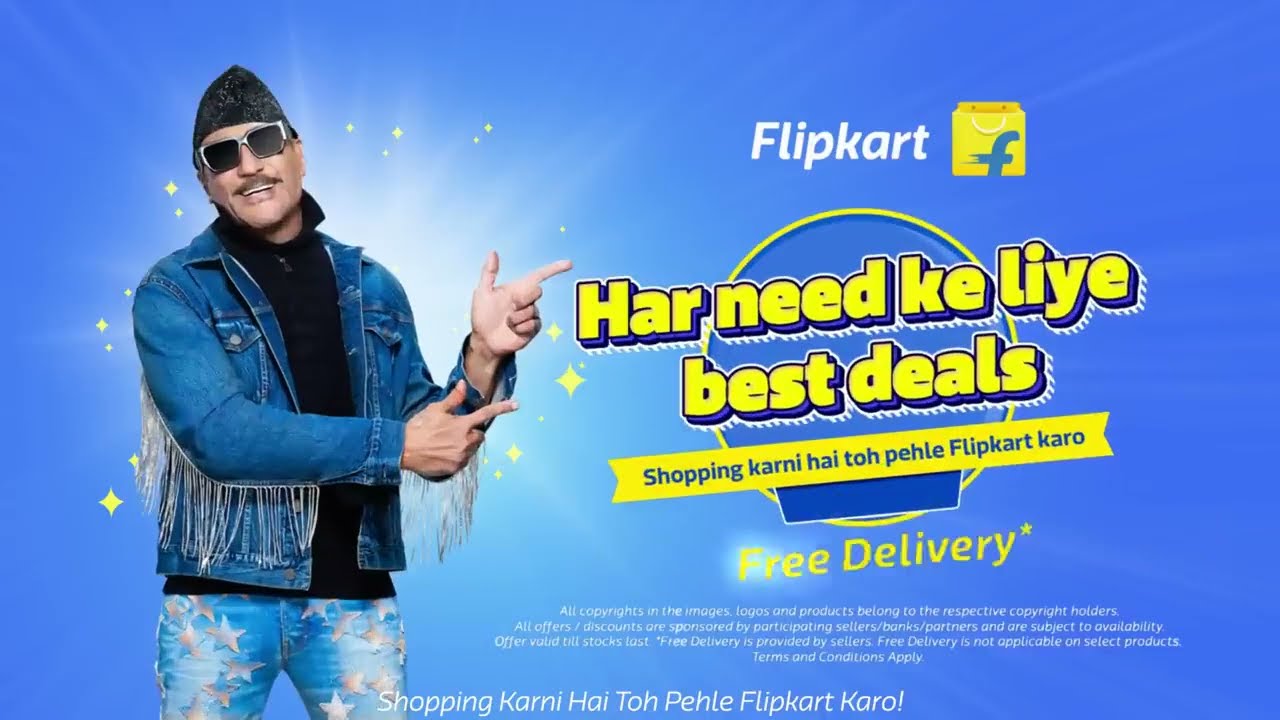 Flipkart
Har need ke liye
best deals
Shopping karni hai toh pehle Flipkart karo
Free Delivery*
All copyrights in the images, logos and products belong to the respective copyright holders.
All offers / discounts are sponsored by participating sellers/banks/partners and are subject to availability.
Offer valid till stocks last. *Free Delivery is provided by sellers. Free Delivery is not applicable on select products.
Terms and Conditions Apply.
Shopping Karni Hai Toh Pehle Flipkart Karo!